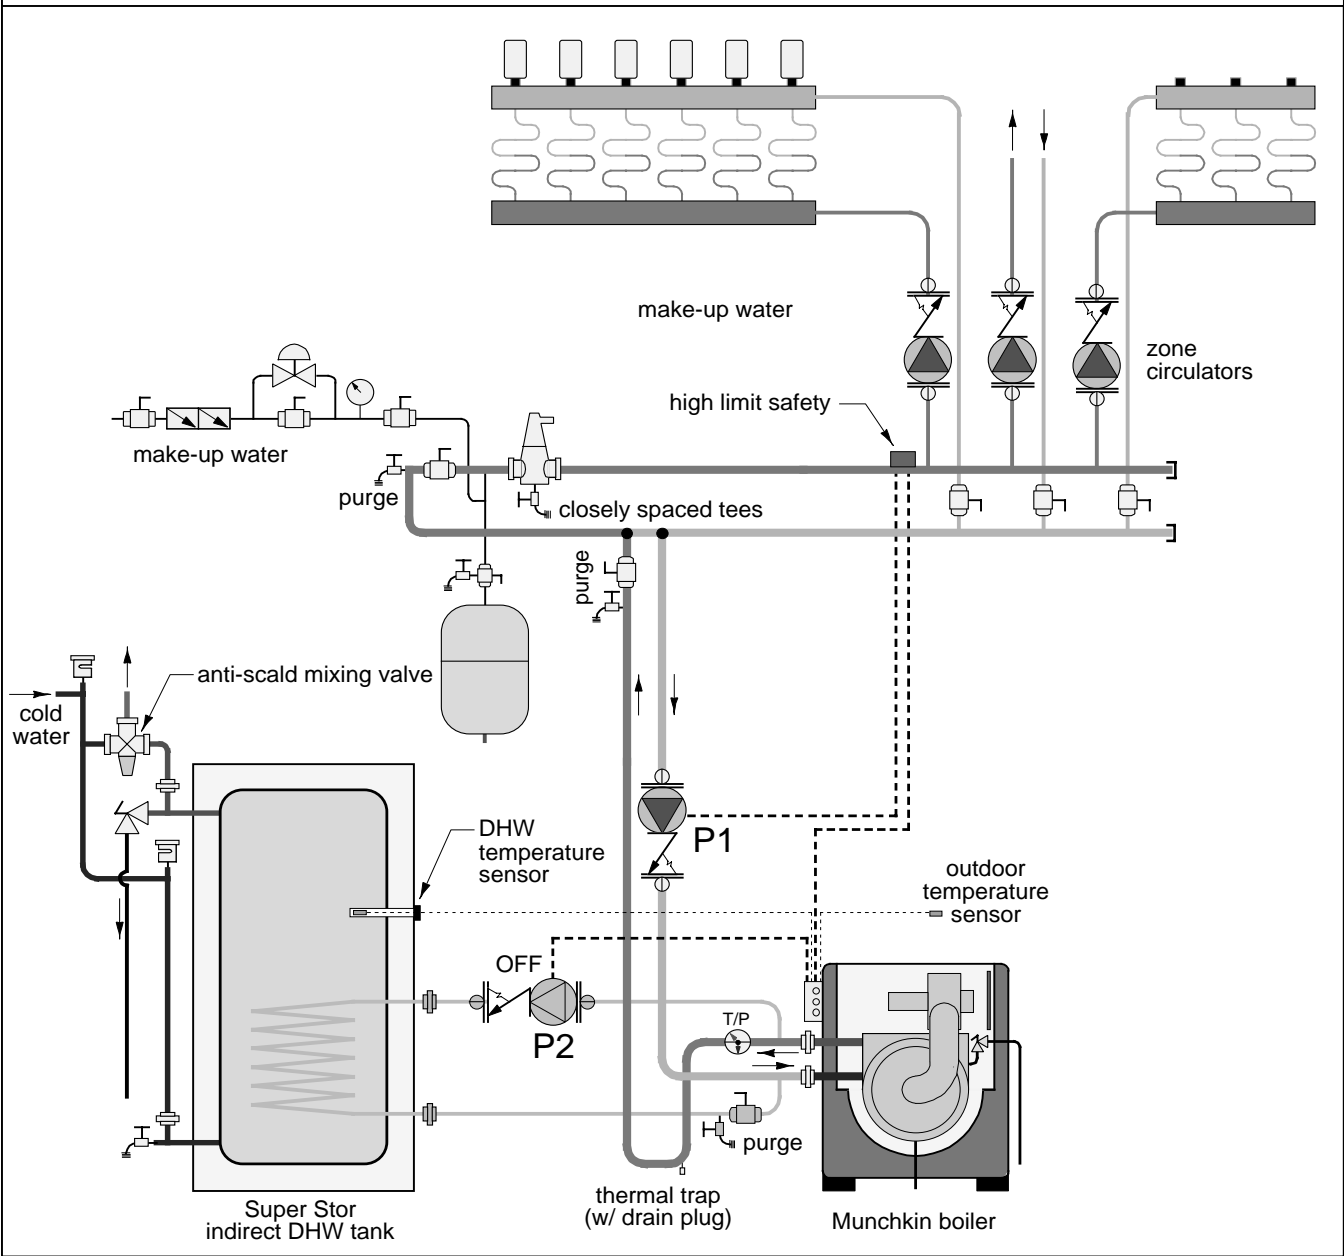 make-up water
zone
circulators
high limit safety
make-up water
purge
closely spaced tees
purge
anti-scald mixing valve
cold
water
DHW
temperature
sensor
P1
outdoor
temperature
sensor
OFF
P2
T/P
purge
thermal trap
(w/ drain plug)
Super Stor
indirect DHW tank
Munchkin boiler